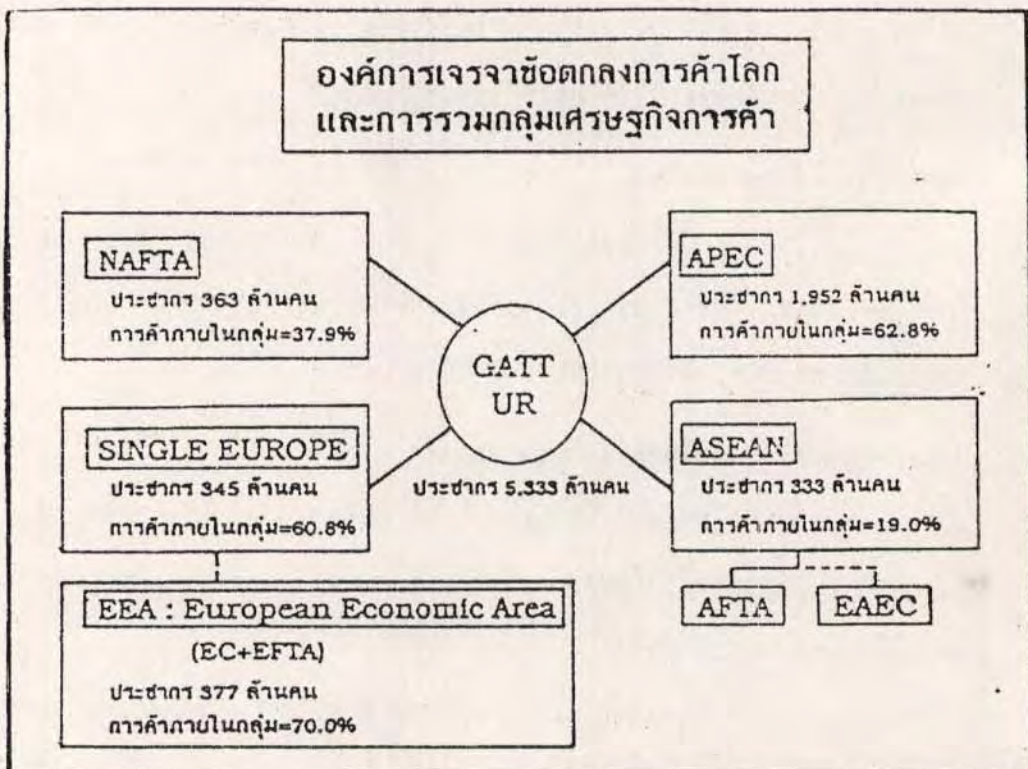 องค์การเจรจาข้อตกลงการค้าโลก
และการรวมกลุ่มเศรษฐกิจการค้า
NAFTA
ประชากร 363 ล้านคน
การค้าภายในกลุ่ม=37.9%
APEC
ประชากร 1,952 ล้านคน
การค้าภายในกลุ่ม=62.8%
GATT
UR
ประชากร 5,333 ล้านคน
SINGLE EUROPE
ประชากร 345 ล้านคน
การค้าภายในกลุ่ม=60.8%
ASEAN
ประชากร 333 ล้านคน
การค้าภายในกลุ่ม=19.0%
AFTA
EAEC
EEA : European Economic Area
(EC+EFTA)
ประชากร 377 ล้านคน
การค้าภายในกลุ่ม=70.0%